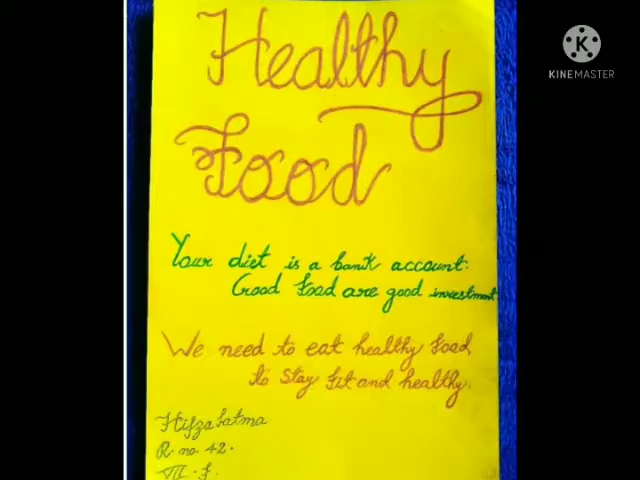 Healthy
Food
KINEMASTER
Your diet is a bank account.
Good Food are good investment
We need to eat healthy food
to stay fit and healthy.
Hifza Fatma
R. no. 42.
VII - F.